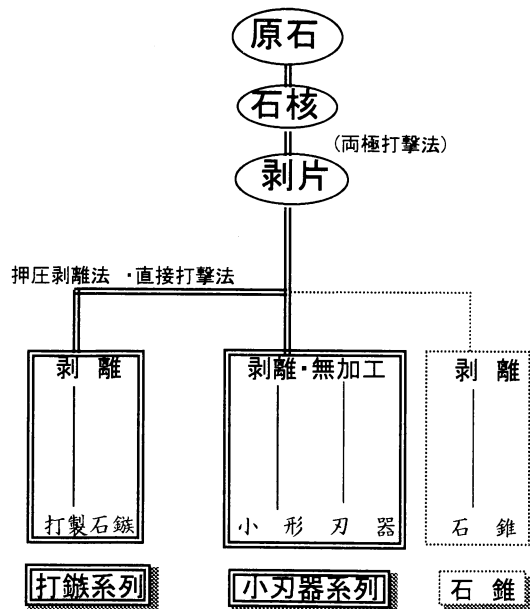 原石
石核
(両極打撃法)
剥片
押圧剥離法 ・直接打撃法
剥 離
剥離・無加工
剥 離
打製石鏃
小 形 刃 器
石 錐
打鏃系列
小刃器系列
石 錐